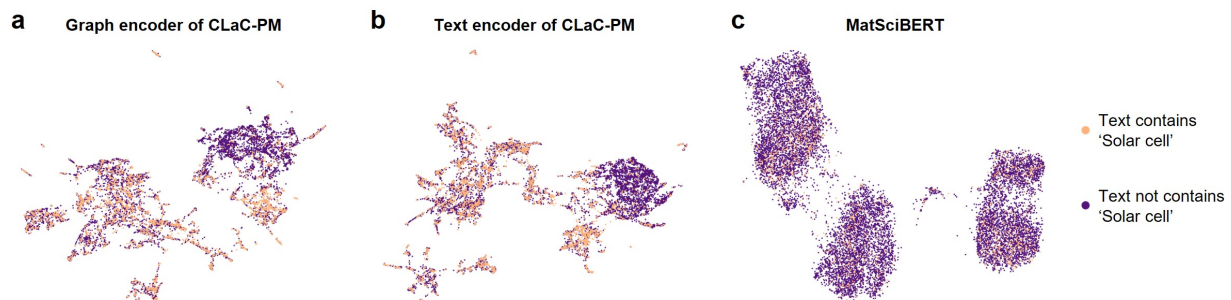 a
Graph encoder of CLaC-PM
b
Text encoder of CLaC-PM
c
MatSciBERT
Text contains
'Solar cell'
Text not contains
'Solar cell'